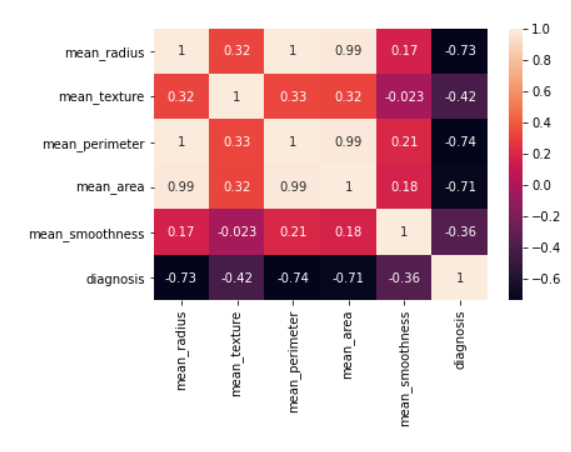 mean_radius 1 0.32 1 0.99 0.17 -0.73
mean_texture 0.32 1 0.33 0.32 -0.023 -0.42
mean_perimeter 1 0.33 1 0.99 0.21 -0.74
mean_area 0.99 0.32 0.99 1 0.18 -0.71
mean_smoothness 0.17 -0.023 0.21 0.18 1 -0.36
diagnosis -0.73 -0.42 -0.74 -0.71 -0.36 1
mean_radius
mean_texture
mean_perimeter
mean_area
mean_smoothness
diagnosis
1.0
0.8
0.6
0.4
0.2
0.0
−0.2
−0.4
−0.6